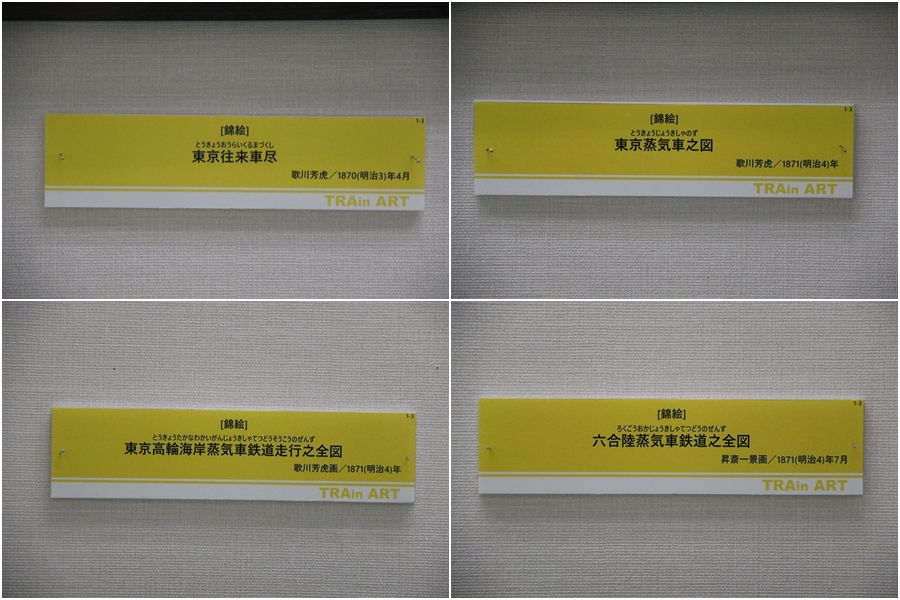 1-3
[錦絵]
とうきょうおうらいくるまづくし
東京往来車尽
歌川芳虎／1870(明治3)年4月
TRAin ART
1-3
[錦絵]
とうきょうじょうきしゃのず
東京蒸気車之図
歌川芳虎／1871(明治4)年
TRAin ART
1-3
[錦絵]
とうきょうたかなわかいがんじょうきしゃてつどうそうこうのぜんず
東京高輪海岸蒸気車鉄道走行之全図
歌川芳虎画／1871(明治4)年
TRAin ART
1-3
[錦絵]
ろくごうおかじょうきしゃてつどうのぜんず
六合陸蒸気車鉄道之全図
昇斎一景画／1871(明治4)年7月
TRAin ART